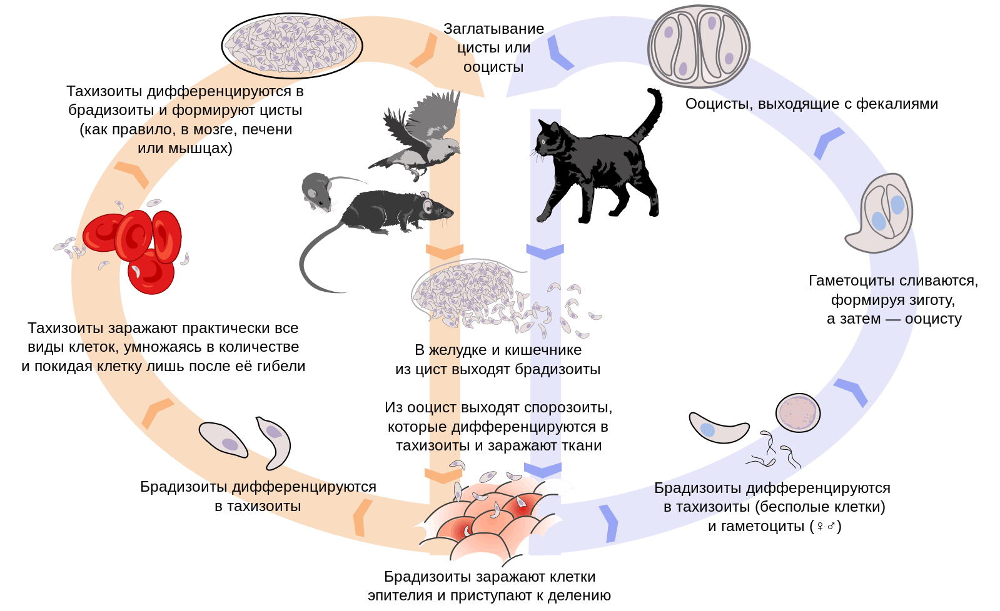 Заглатывание
цисты или
ооцисты
Тахизоиты дифференцируются в
брадизоиты и формируют цисты
(как правило, в мозге, печени
или мышцах)
Ооцисты, выходящие с фекалиями
Гаметоциты сливаются,
формируя зиготу,
а затем — ооцисту
Тахизоиты заражают практически все
виды клеток, умножаясь в количестве
и покидая клетку лишь после её гибели
В желудке и кишечнике
из цист выходят брадизоиты
Из ооцист выходят спорозоиты,
которые дифференцируются в
тахизоиты и заражают ткани
Брадизоиты дифференцируются
в тахизоиты
Брадизоиты дифференцируются
в тахизоиты (бесполые клетки)
и гаметоциты (♀♂)
Брадизоиты заражают клетки
эпителия и приступают к делению